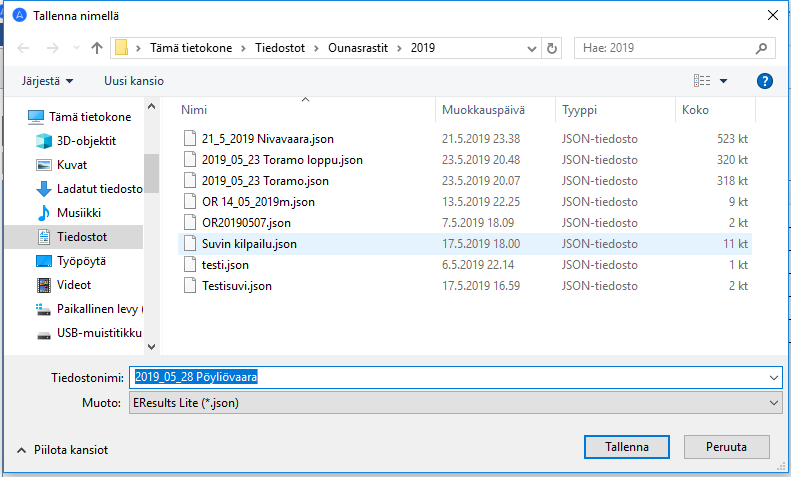 Tallenna nimellä
Tämä tietokone > Tiedostot > Ounasrastit > 2019
Hae: 2019
Järjestä
Uusi kansio
Tämä tietokone
3D-objektit
Kuvat
Ladatut tiedosto
Musiikki
Tiedostot
Työpöytä
Videot
Paikallinen levy (
USB-muistitikku
Nimi Muokkauspäivä Tyyppi Koko
21_5_2019 Nivavaara.json 21.5.2019 23.38 JSON-tiedosto 523 kt
2019_05_23 Toramo loppu.json 23.5.2019 20.48 JSON-tiedosto 320 kt
2019_05_23 Toramo.json 23.5.2019 20.07 JSON-tiedosto 318 kt
OR 14_05_2019m.json 13.5.2019 22.25 JSON-tiedosto 9 kt
OR20190507.json 7.5.2019 18.09 JSON-tiedosto 2 kt
Suvin kilpailu.json 17.5.2019 18.00 JSON-tiedosto 11 kt
testi.json 6.5.2019 22.14 JSON-tiedosto 1 kt
Testisuvi.json 17.5.2019 16.59 JSON-tiedosto 2 kt
Tiedostonimi: 2019_05_28 Pöyliövaara
Muoto: EResults Lite (*.json)
Piilota kansiot
Tallenna
Peruuta